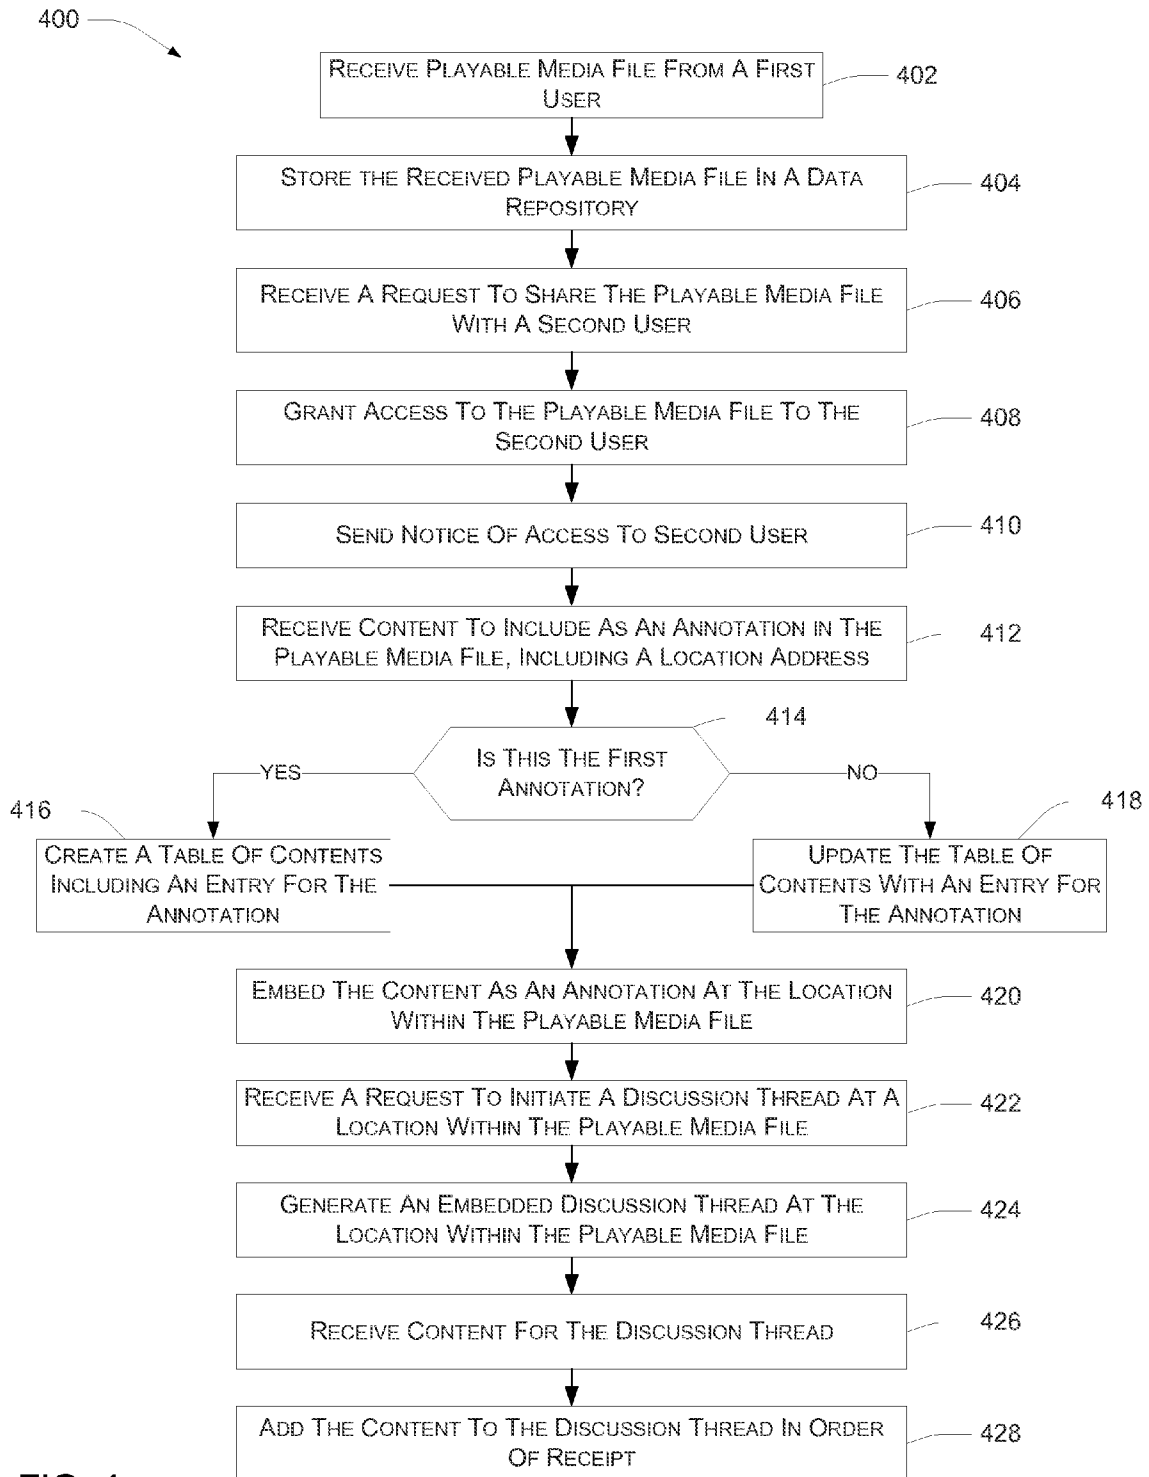 400
RECEIVE PLAYABLE MEDIA FILE FROM A FIRST
USER
402
STORE THE RECEIVED PLAYABLE MEDIA FILE IN A DATA
REPOSITORY
404
RECEIVE A REQUEST TO SHARE THE PLAYABLE MEDIA FILE
WITH A SECOND USER
406
GRANT ACCESS TO THE PLAYABLE MEDIA FILE TO THE
SECOND USER
408
SEND NOTICE OF ACCESS TO SECOND USER
410
RECEIVE CONTENT TO INCLUDE AS AN ANNOTATION IN THE
PLAYABLE MEDIA FILE, INCLUDING A LOCATION ADDRESS
412
IS THIS THE FIRST
ANNOTATION?
414
YES
NO
416
CREATE A TABLE OF CONTENTS
INCLUDING AN ENTRY FOR THE
ANNOTATION
418
UPDATE THE TABLE OF
CONTENTS WITH AN ENTRY FOR
THE ANNOTATION
EMBED THE CONTENT AS AN ANNOTATION AT THE LOCATION
WITHIN THE PLAYABLE MEDIA FILE
420
RECEIVE A REQUEST TO INITIATE A DISCUSSION THREAD AT A
LOCATION WITHIN THE PLAYABLE MEDIA FILE
422
GENERATE AN EMBEDDED DISCUSSION THREAD AT THE
LOCATION WITHIN THE PLAYABLE MEDIA FILE
424
RECEIVE CONTENT FOR THE DISCUSSION THREAD
426
ADD THE CONTENT TO THE DISCUSSION THREAD IN ORDER
OF RECEIPT
428